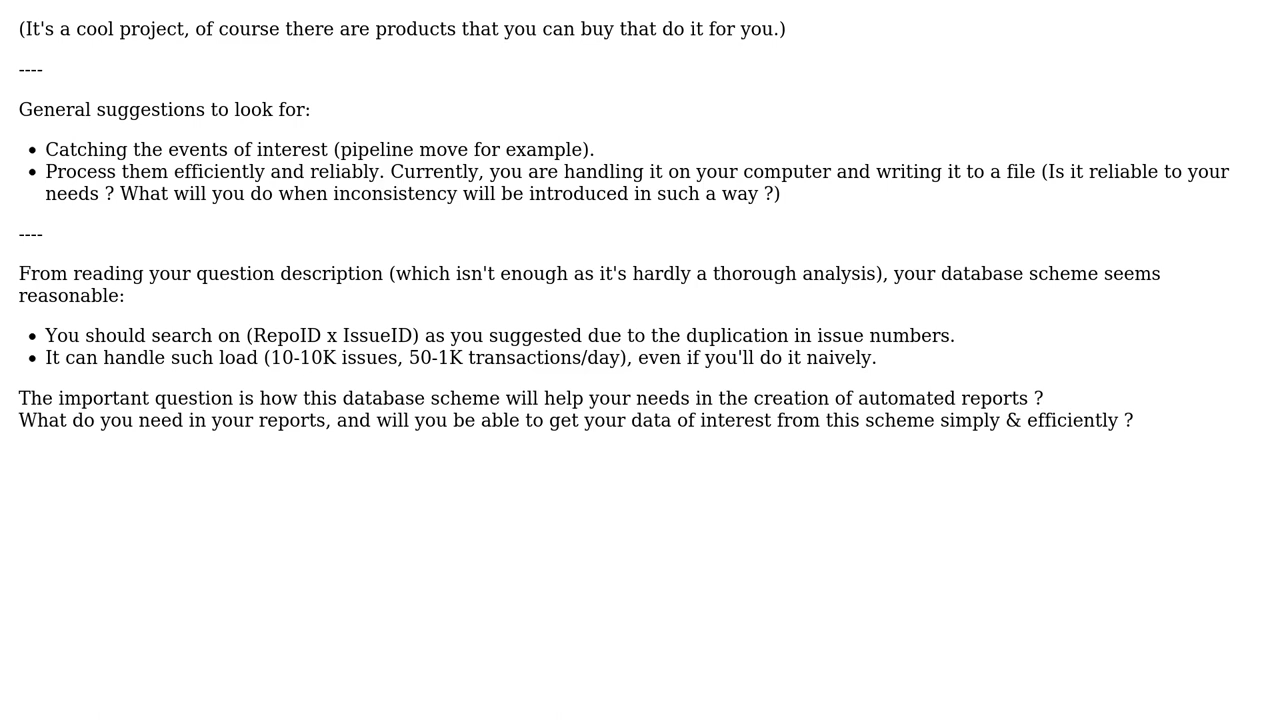 (It's a cool project, of course there are products that you can buy that do it for you.)
----
General suggestions to look for:
• Catching the events of interest (pipeline move for example).
• Process them efficiently and reliably. Currently, you are handling it on your computer and writing it to a file (Is it reliable to your
needs ? What will you do when inconsistency will be introduced in such a way ?)
----
From reading your question description (which isn't enough as it's hardly a thorough analysis), your database scheme seems
reasonable:
• You should search on (RepoID x IssueID) as you suggested due to the duplication in issue numbers.
• It can handle such load (10-10K issues, 50-1K transactions/day), even if you'll do it naively.
The important question is how this database scheme will help your needs in the creation of automated reports ?
What do you need in your reports, and will you be able to get your data of interest from this scheme simply & efficiently ?